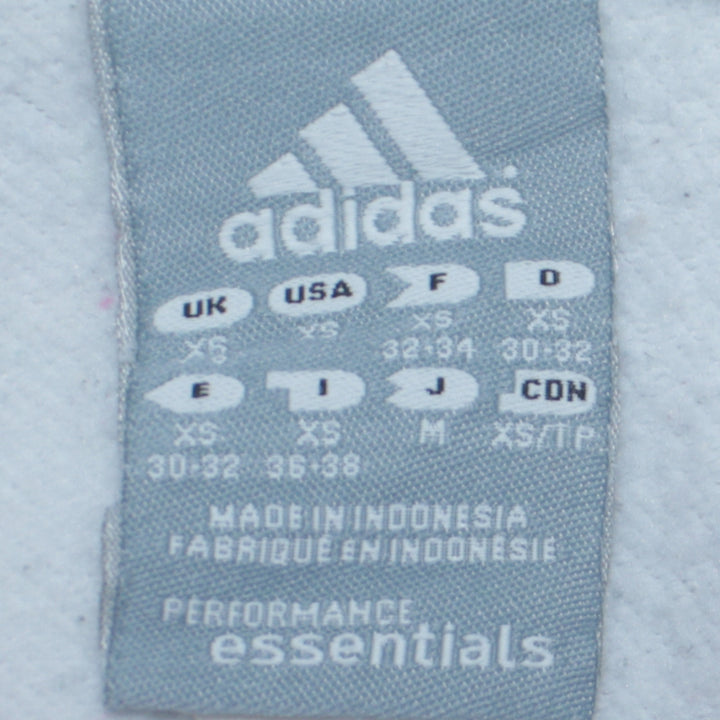 adidas
UK USA F D
XS XS XS XS
32-34 30-32
E I J CDN
XS XS M XS/TP
30-32 36-38
MADE IN INDONESIA
FABRIQUÉ EN INDONÉSIE
PERFORMANCE
essentials